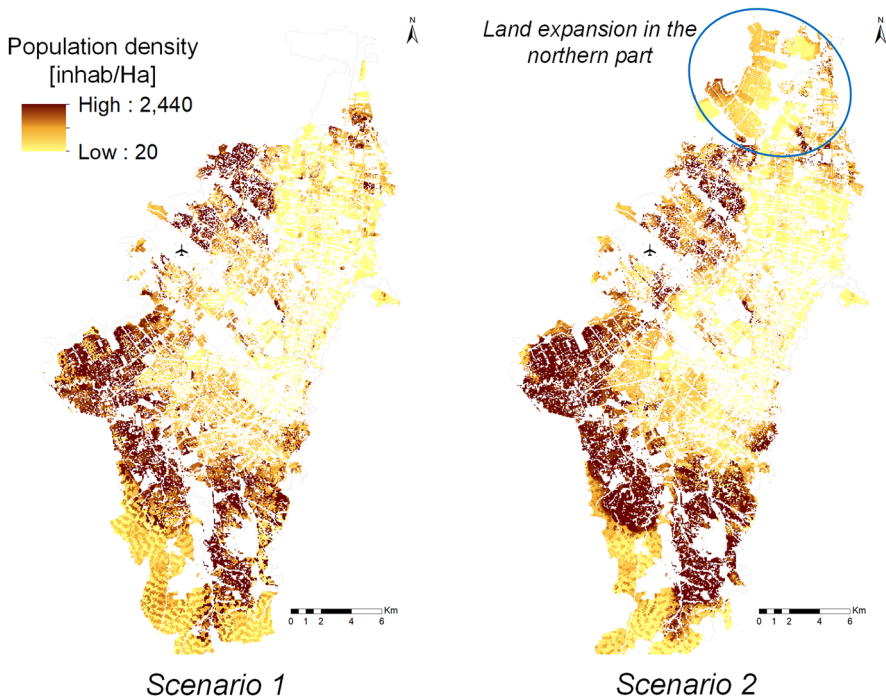 Population density
[inhab/Ha]
High : 2,440
Low : 20
N
Land expansion in the
northern part
N
Km
0 1 2 4 6
Km
0 1 2 4 6
Scenario 1
Scenario 2